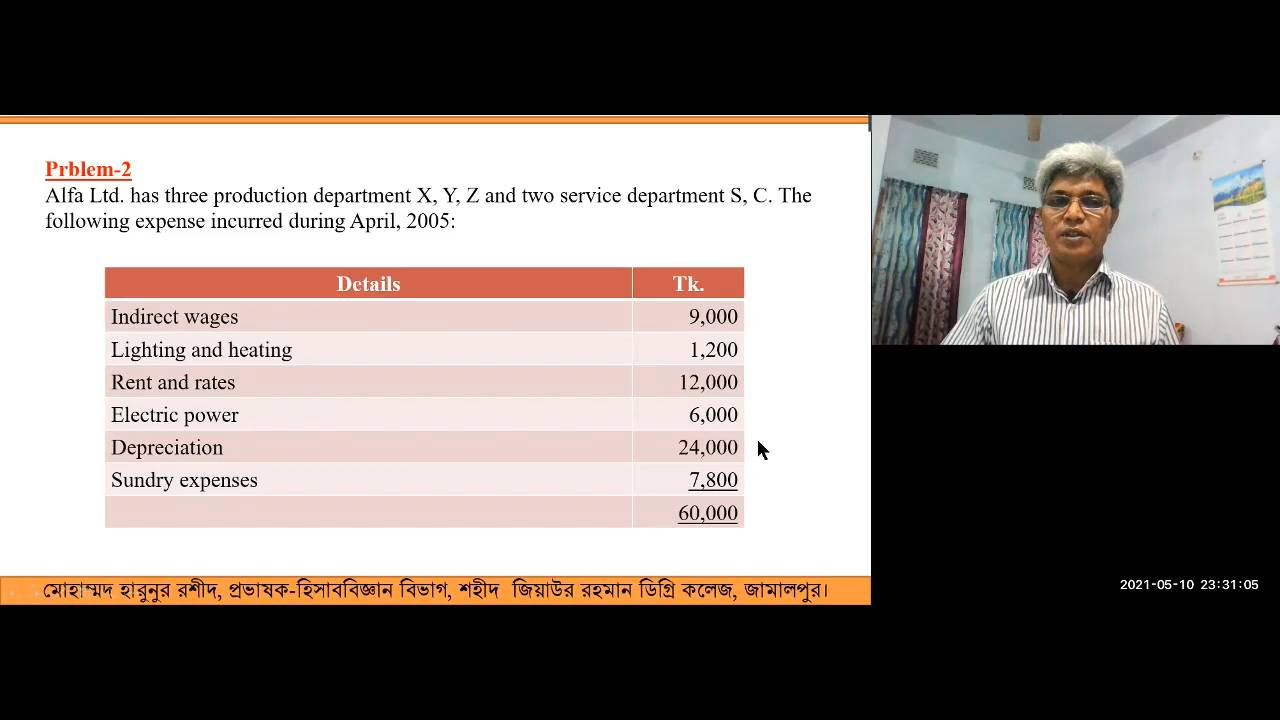 Prblem-2
Alfa Ltd. has three production department X, Y, Z and two service department S, C. The
following expense incurred during April, 2005:
Details Tk.
Indirect wages 9,000
Lighting and heating 1,200
Rent and rates 12,000
Electric power 6,000
Depreciation 24,000
Sundry expenses 7,800
60,000
মোহাম্মদ হারুনুর রশীদ, প্রভাষক-হিসাববিজ্ঞান বিভাগ, শহীদ জিয়াউর রহমান ডিগ্রি কলেজ, জামালপুর।
2021-05-10 23:31:05